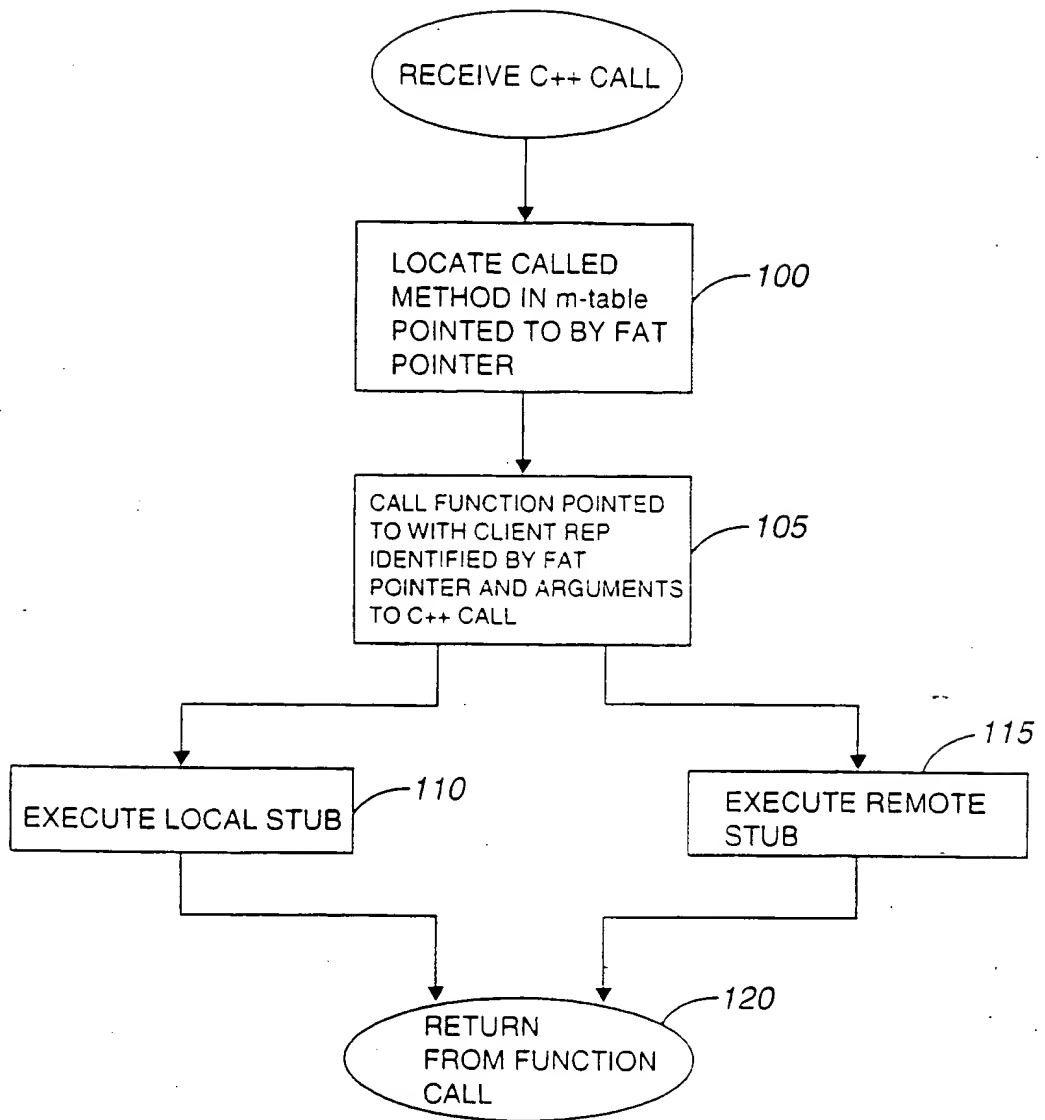 RECEIVE C++ CALL
LOCATE CALLED
METHOD IN m-table
POINTED TO BY FAT
POINTER
100
CALL FUNCTION POINTED
TO WITH CLIENT REP
IDENTIFIED BY FAT
POINTER AND ARGUMENTS
TO C++ CALL
105
EXECUTE LOCAL STUB
110
EXECUTE REMOTE
STUB
115
RETURN
FROM FUNCTION
CALL
120